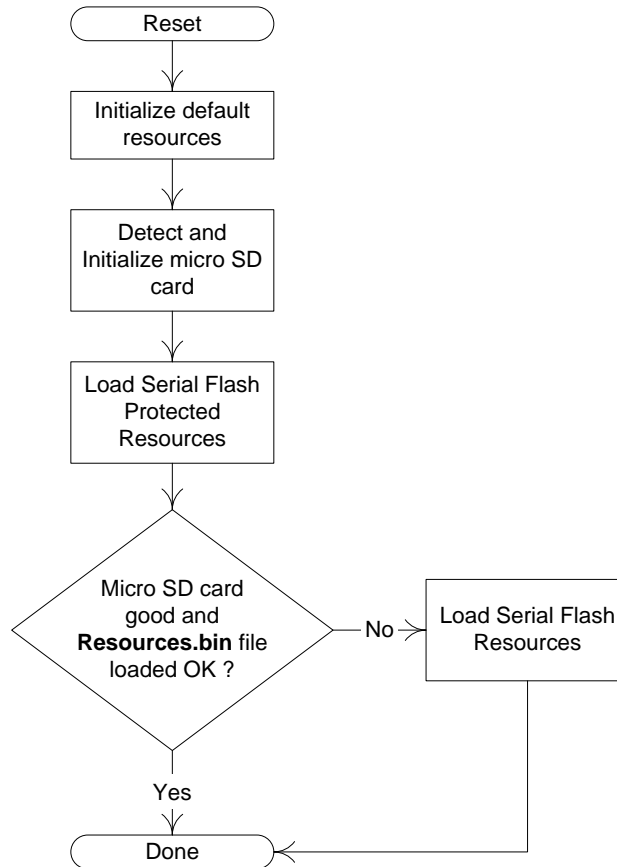 Reset
Initialize default
resources
Detect and
Initialize micro SD
card
Load Serial Flash
Protected
Resources
Micro SD card
good and
Resources.bin file
loaded OK ?
No
Load Serial Flash
Resources
Yes
Done